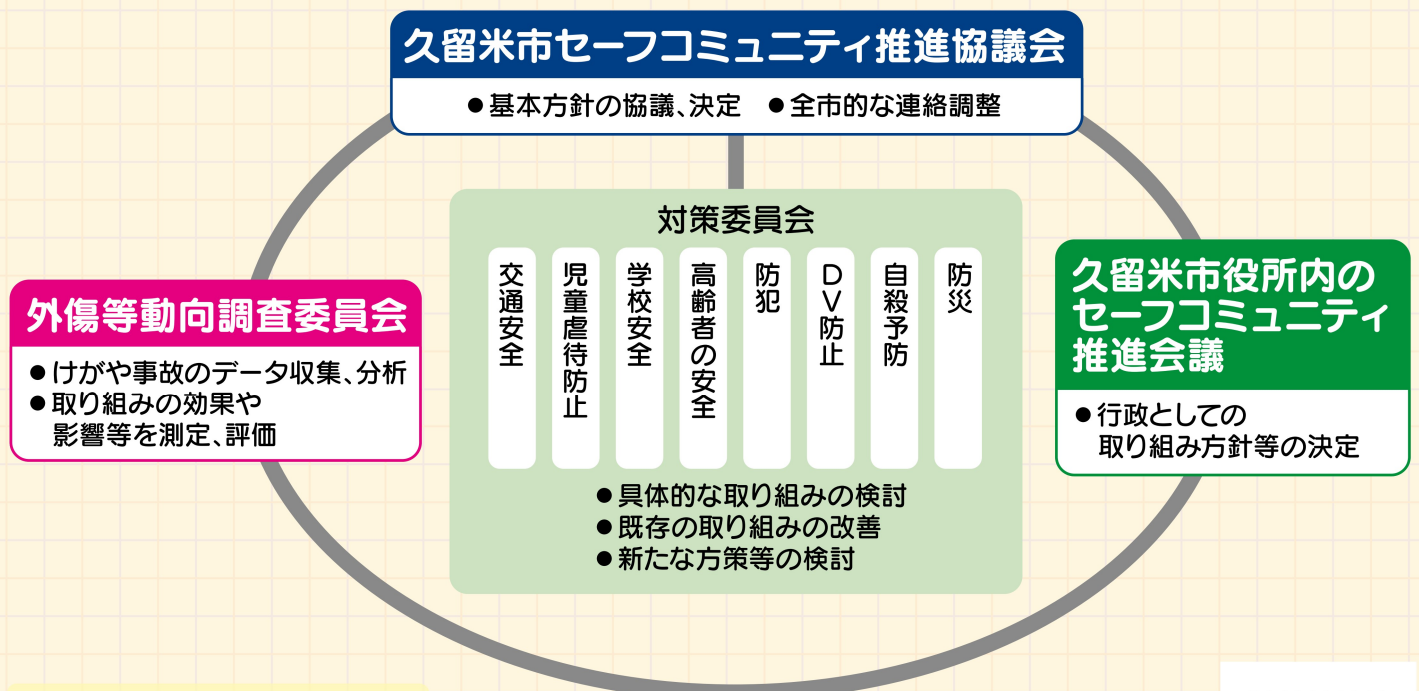 久留米市セーフコミュニティ推進協議会
●基本方針の協議、決定 ●全市的な連絡調整
対策委員会
交通安全
児童虐待防止
学校安全
高齢者の安全
防犯
DV防止
自殺予防
防災
●具体的な取り組みの検討
●既存の取り組みの改善
●新たな方策等の検討
外傷等動向調査委員会
●けがや事故のデータ収集、分析
●取り組みの効果や
影響等を測定、評価
久留米市役所内の
セーフコミュニティ
推進会議
●行政としての
取り組み方針等の決定